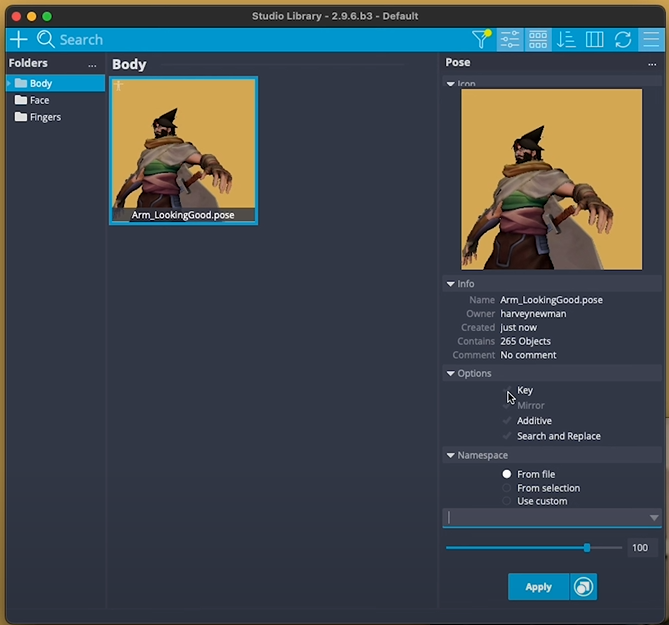 Studio Library - 2.9.6.b3 - Default
Search
Folders ...
Body
Face
Fingers
Body
Arm_LookingGood.pose
Pose ...
Icon
Info
Name Arm_LookingGood.pose
Owner harveynewman
Created just now
Contains 265 Objects
Comment No comment
Options
Key
Mirror
Additive
Search and Replace
Namespace
From file
From selection
Use custom
100
Apply